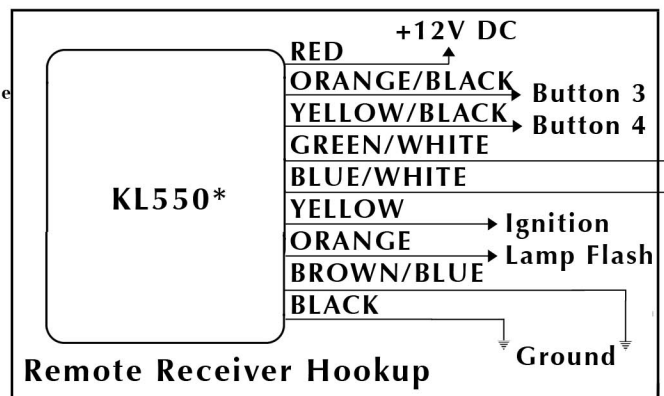 +12V DC
RED
ORANGE/BLACK
Button 3
YELLOW/BLACK
Button 4
GREEN/WHITE
BLUE/WHITE
KL550*
YELLOW
Ignition
ORANGE
Lamp Flash
BROWN/BLUE
BLACK
Ground
Remote Receiver Hookup
e